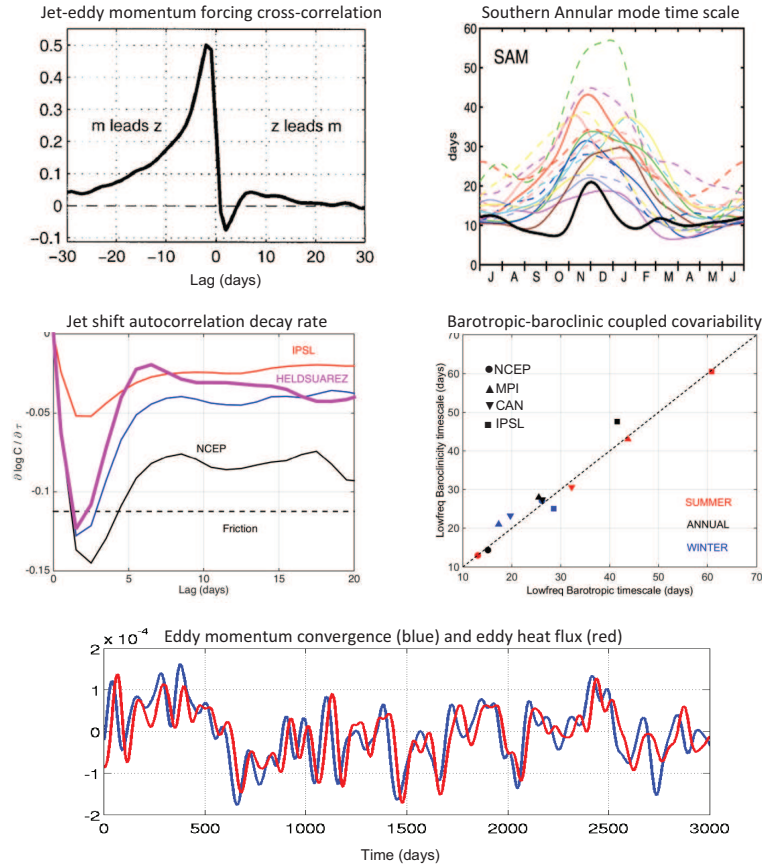 Jet-eddy momentum forcing cross-correlation
0.5
0.4
0.3
0.2
0.1
0
-0.1
m leads z
z leads m
-30 -20 -10 0 10 20 30
Lag (days)
Southern Annular mode time scale
60
50
40
30
20
10
0
days
SAM
J A S O N D J F M A M J
Jet shift autocorrelation decay rate
0
-0.05
-0.1
-0.15
∂ log C / ∂ τ
IPSL
HELDSUAREZ
NCEP
Friction
0 5 10 15 20
Lag (days)
Barotropic-baroclinic coupled covariability
70
60
50
40
30
20
10
Lowfreq Baroclinicity timescale (days)
NCEP
MPI
CAN
IPSL
SUMMER
ANNUAL
WINTER
10 20 30 40 50 60 70
Lowfreq Barotropic timescale (days)
Eddy momentum convergence (blue) and eddy heat flux (red)
× 10⁻⁴
2
1
0
-1
-2
0 500 1000 1500 2000 2500 3000
Time (days)